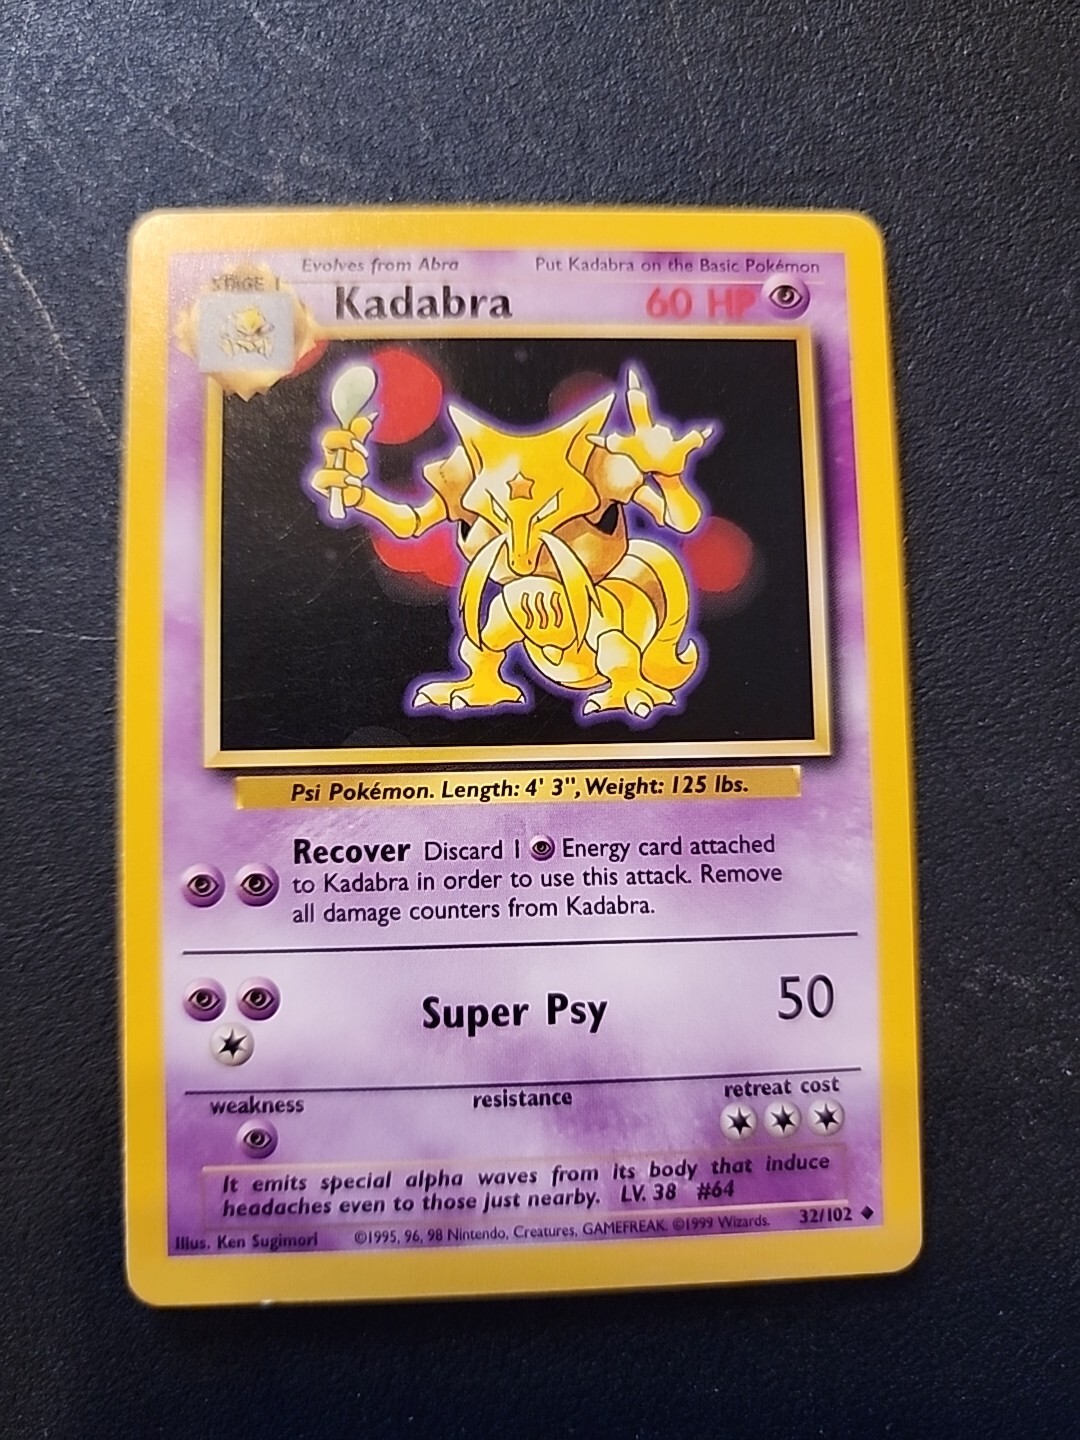 Evolves from Abra Put Kadabra on the Basic Pokémon
STAGE 1
Kadabra 60 HP
Psi Pokémon. Length: 4' 3", Weight: 125 lbs.
Recover Discard 1 Energy card attached
to Kadabra in order to use this attack. Remove
all damage counters from Kadabra.
Super Psy 50
weakness resistance retreat cost
It emits special alpha waves from its body that induce
headaches even to those just nearby. LV. 38 #64
Illus. Ken Sugimori ©1995, 96, 98 Nintendo, Creatures, GAMEFREAK. ©1999 Wizards. 32/102